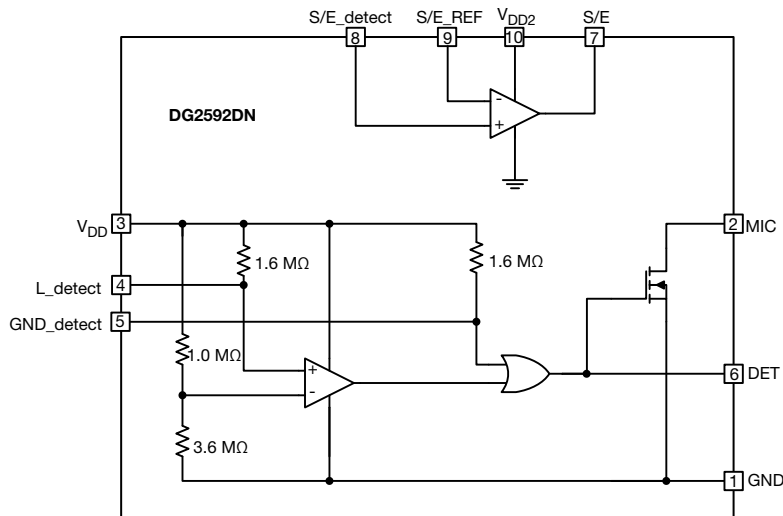 S/E_detect S/E_REF VDD2 S/E
8 9 10 7
-
+
DG2592DN
VDD 3
2 MIC
1.6 MΩ 1.6 MΩ
L_detect 4
GND_detect 5
1.0 MΩ
+
-
6 DET
3.6 MΩ
1 GND